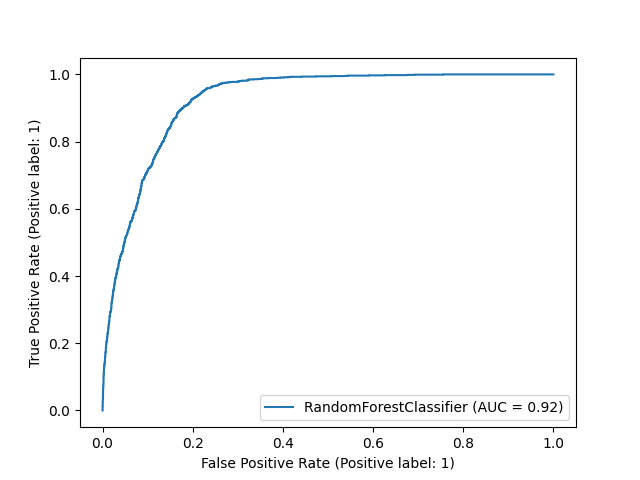 1.0
0.8
0.6
0.4
0.2
0.0
True Positive Rate (Positive label: 1)
RandomForestClassifier (AUC = 0.92)
0.0 0.2 0.4 0.6 0.8 1.0
False Positive Rate (Positive label: 1)